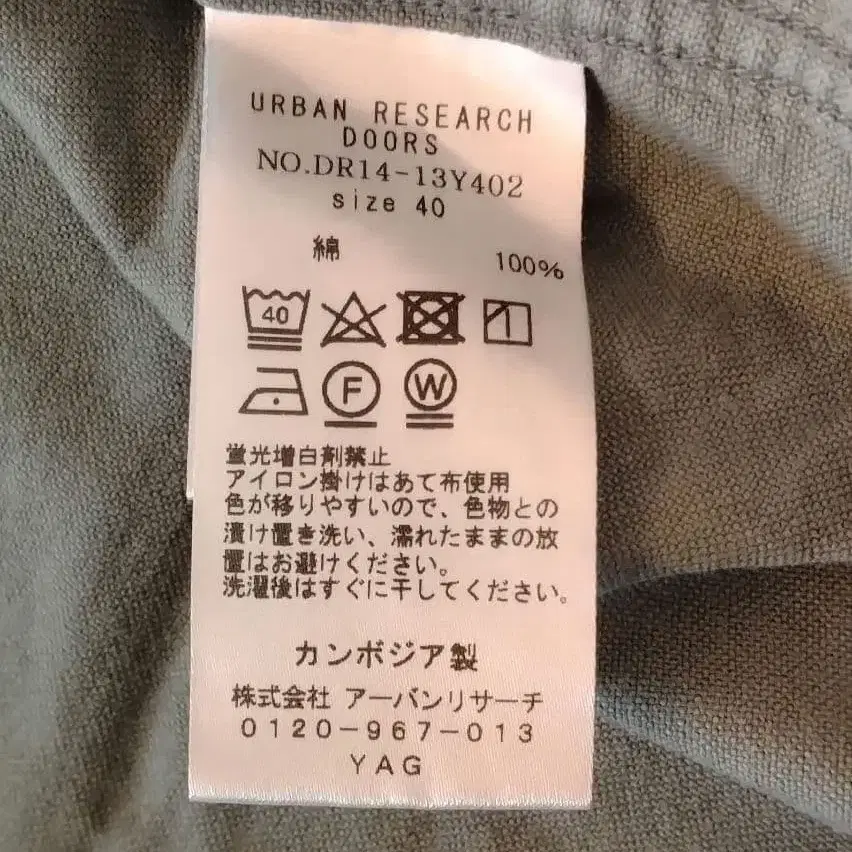 URBAN RESEARCH
DOORS
NO.DR14-13Y402
size 40
綿 100%
40
F W
蛍光増白剤禁止
アイロン掛けはあて布使用
色が移りやすいので、色物との
漬け置き洗い、濡れたままの放
置はお避けください。
洗濯後はすぐに干してください。
カンボジア製
株式会社 アーバンリサーチ
0120-967-013
YAG